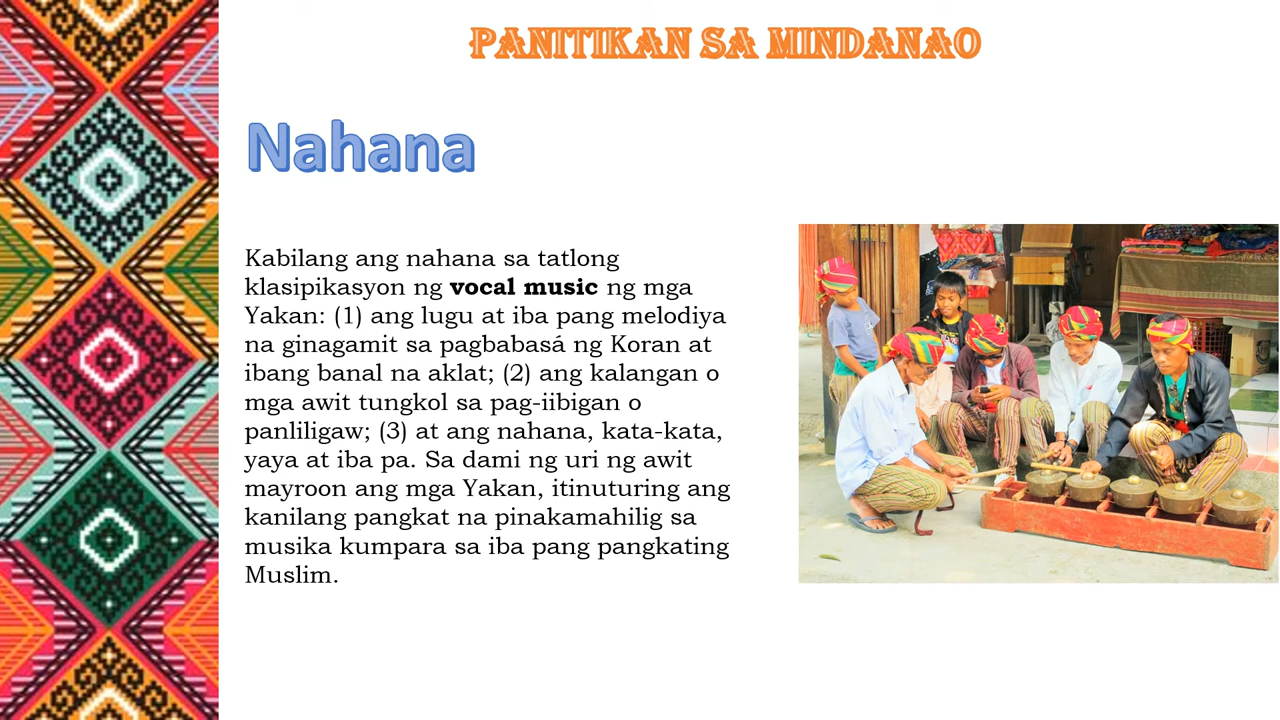 PANITIKAN SA MINDANAO
Nahana
Kabilang ang nahana sa tatlong
klasipikasyon ng vocal music ng mga
Yakan: (1) ang lugu at iba pang melodiya
na ginagamit sa pagbabasá ng Koran at
ibang banal na aklat; (2) ang kalangan o
mga awit tungkol sa pag-iibigan o
panliligaw; (3) at ang nahana, kata-kata,
yaya at iba pa. Sa dami ng uri ng awit
mayroon ang mga Yakan, itinuturing ang
kanilang pangkat na pinakamahilig sa
musika kumpara sa iba pang pangkating
Muslim.